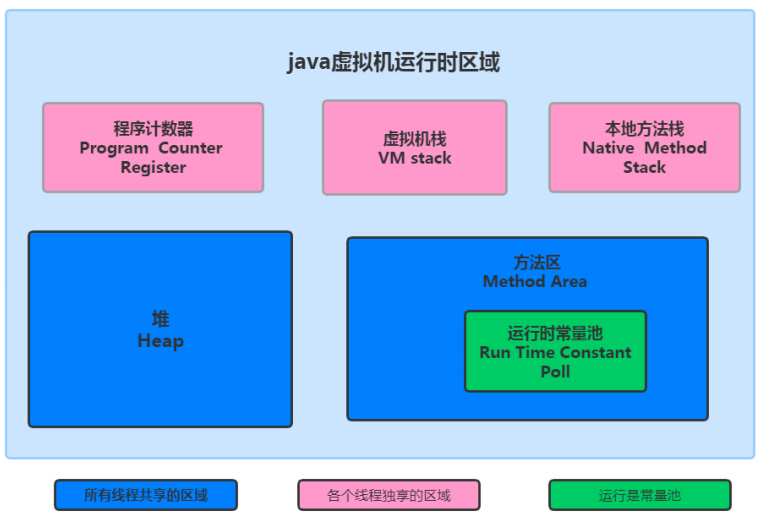 java虚拟机运行时区域
程序计数器
Program Counter
Register
虚拟机栈
VM stack
本地方法栈
Native Method
Stack
堆
Heap
方法区
Method Area
运行时常量池
Run Time Constant
Poll
所有线程共享的区域
各个线程独享的区域
运行是常量池